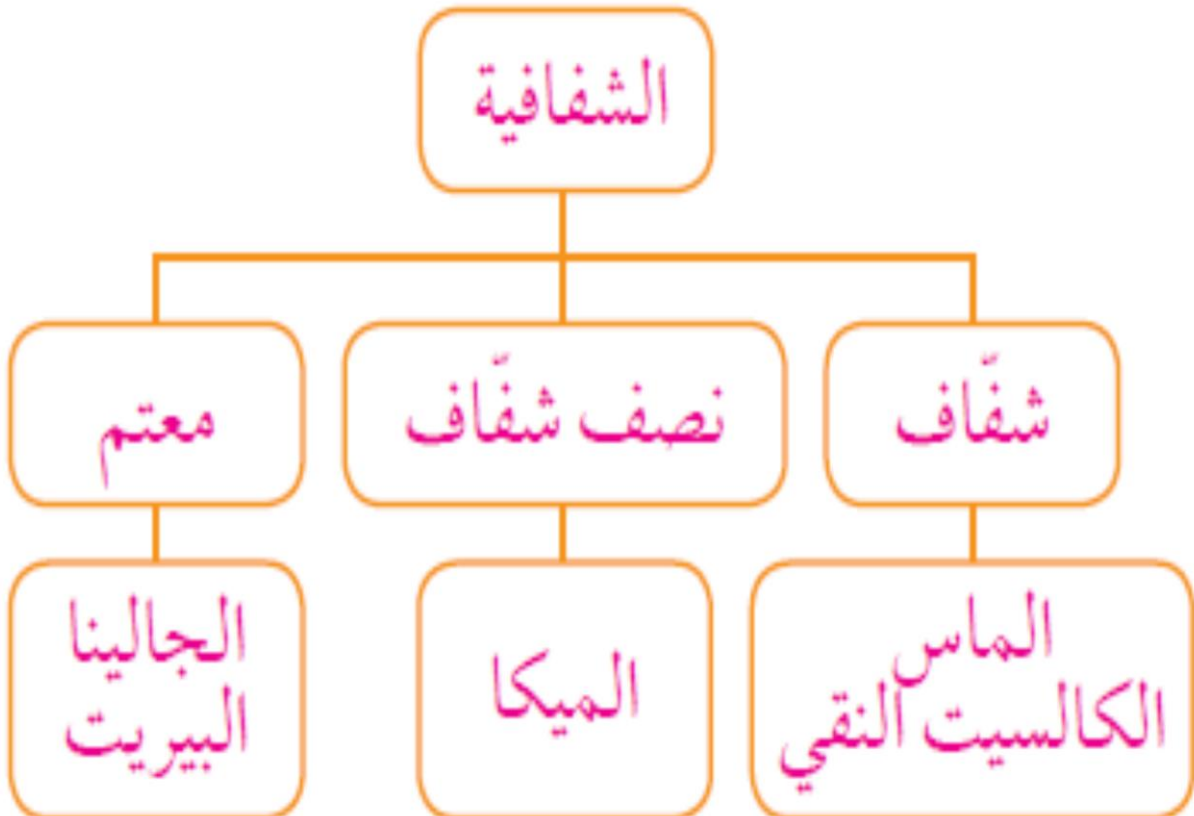 الشفافية
شفّاف
نصف شفّاف
معتم
الماس
الكالسيت النقي
الميكا
الجالينا
البيريت